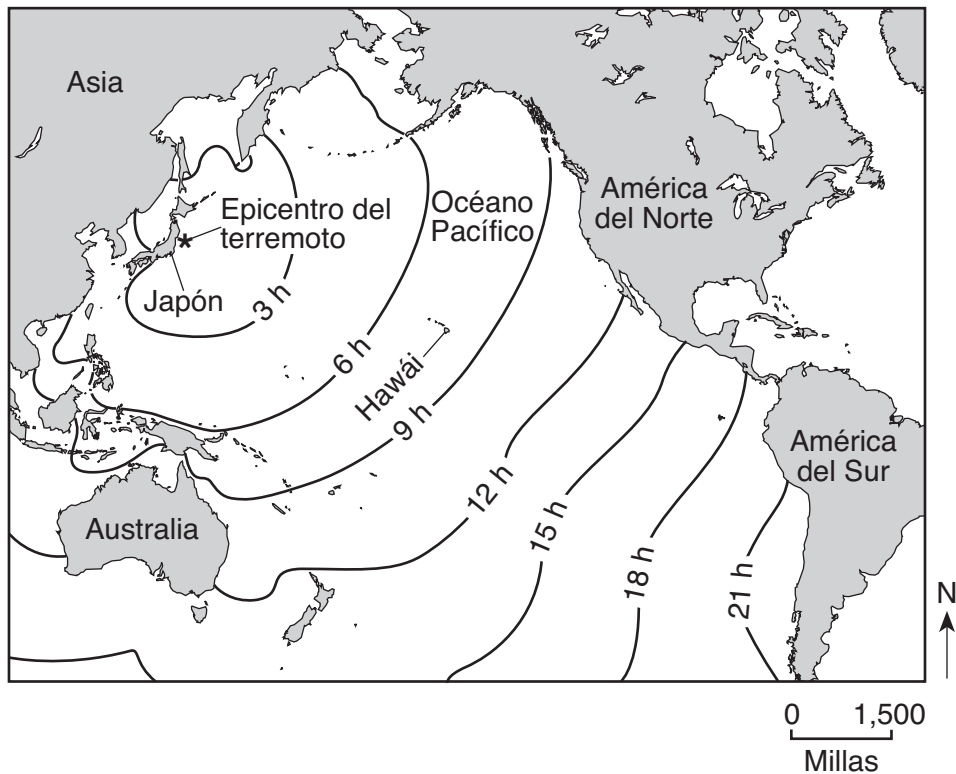 Asia
América
del Norte
Océano
Pacífico
Epicentro del
terremoto
Japón
3 h
6 h
Hawái
9 h
12 h
15 h
18 h
21 h
América
del Sur
Australia
N
0 1,500
Millas